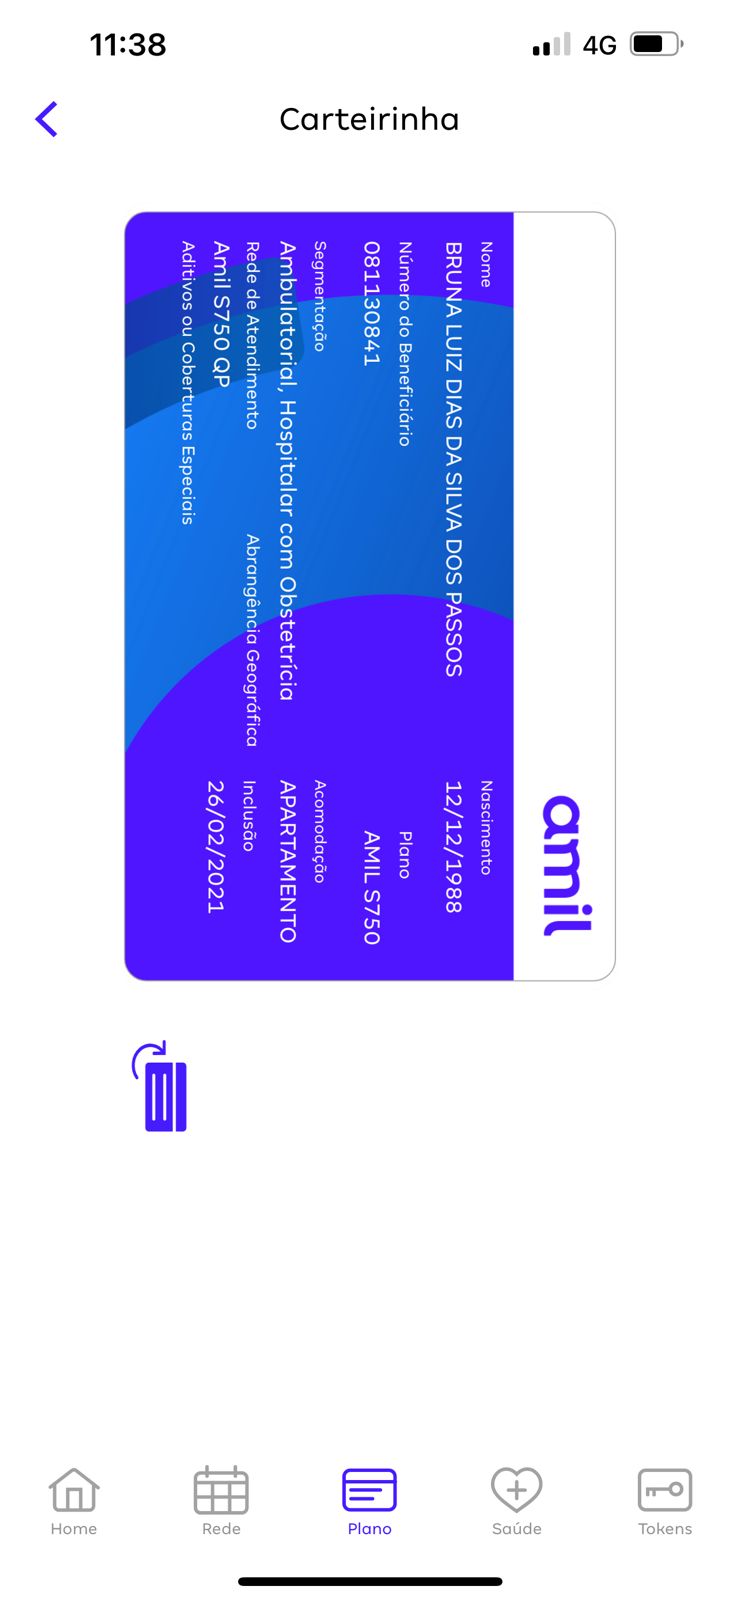 11:38
4G
Carteirinha
amil
Nome
Nascimento
BRUNA LUIZ DIAS DA SILVA DOS PASSOS
12/12/1988
Número do Beneficiário
Plano
081130841
AMIL S750
Segmentação
Acomodação
Ambulatorial, Hospitalar com Obstetrícia
APARTAMENTO
Rede de Atendimento
Abrangência Geográfica
Inclusão
Amil S750 QP
26/02/2021
Aditivos ou Coberturas Especiais
Home
Rede
Plano
Saúde
Tokens